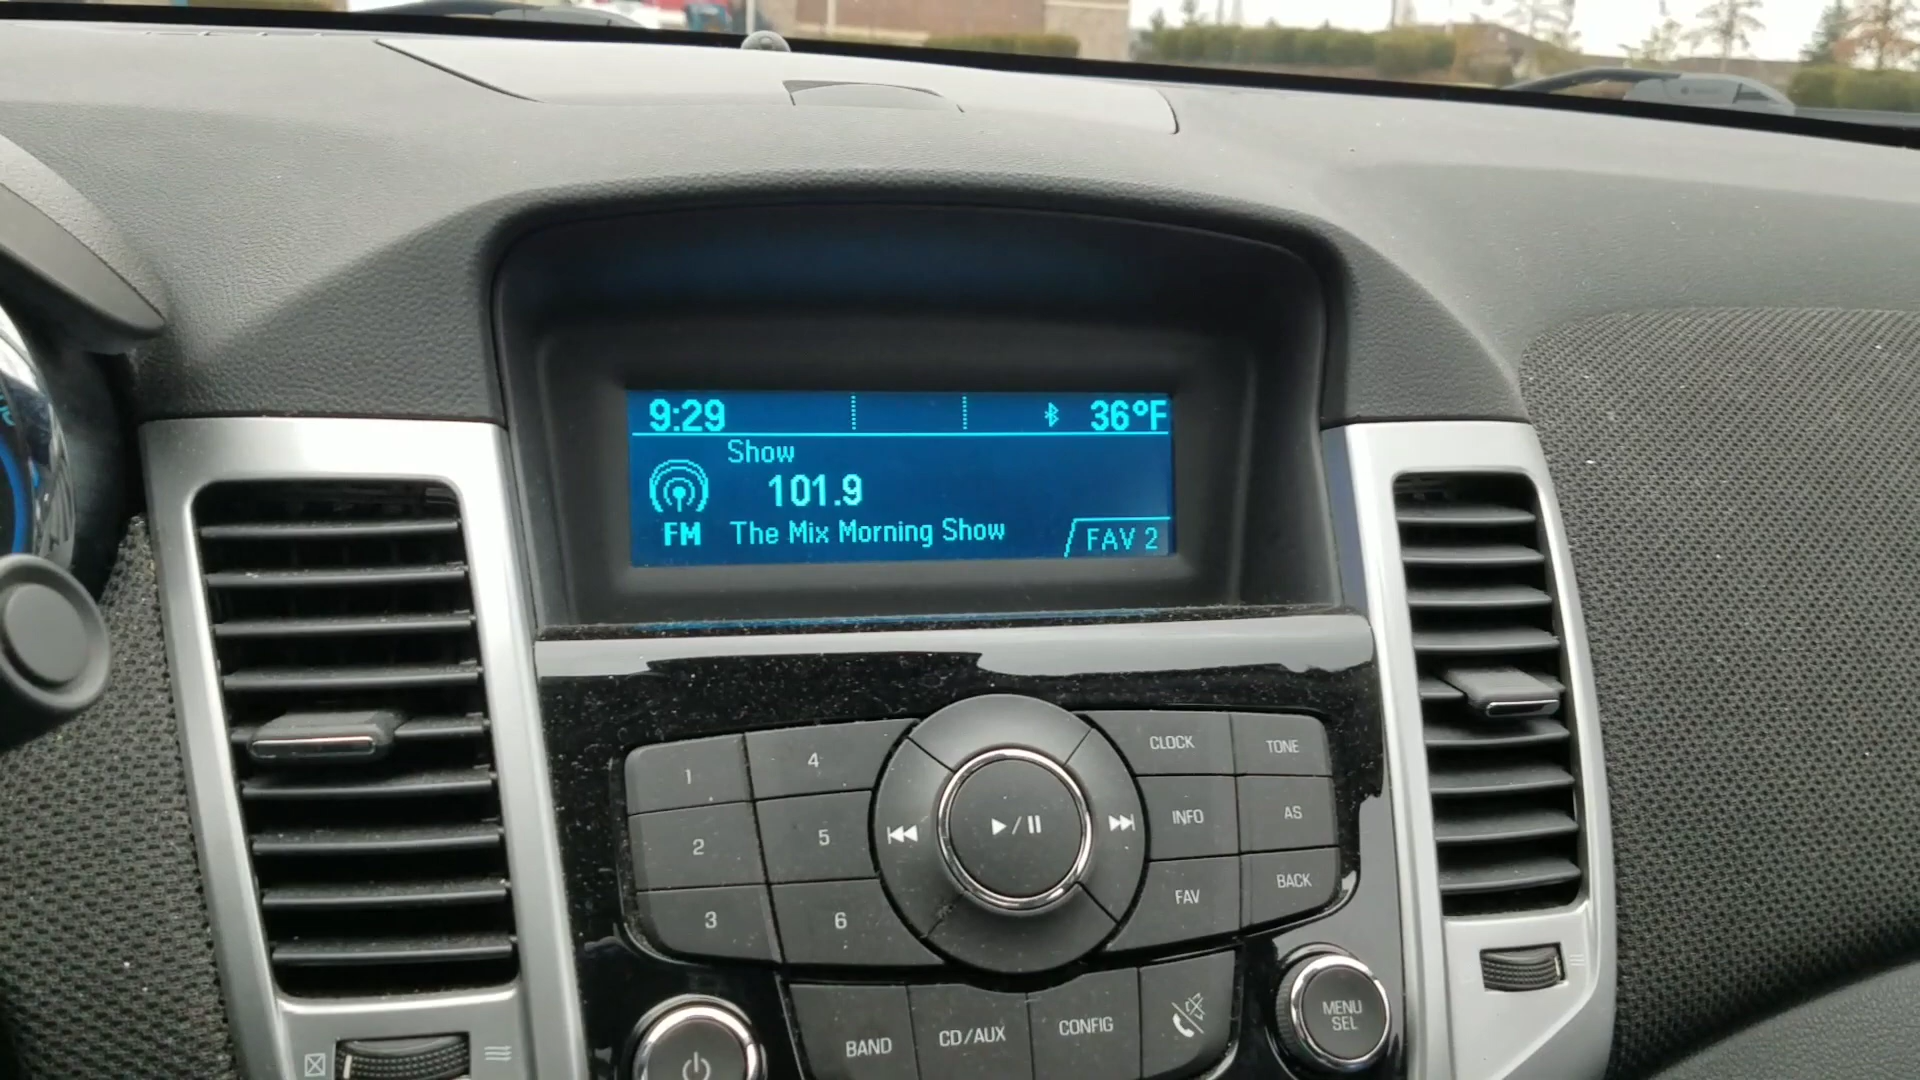 9:29 36°F
Show
101.9
FM The Mix Morning Show FAV 2
1 4 CLOCK TONE
2 5 INFO AS
3 6 FAV BACK
BAND CD/AUX CONFIG MENU SEL